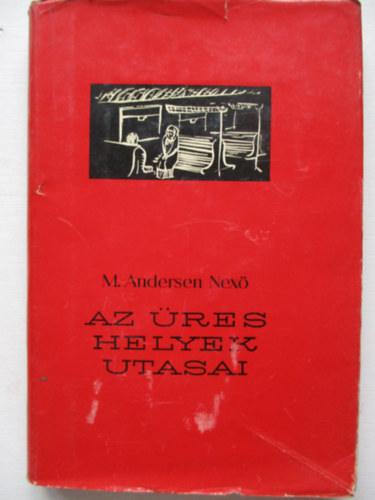 M. Andersen Nexö
AZ ÜRES
HELYEK
UTASAI